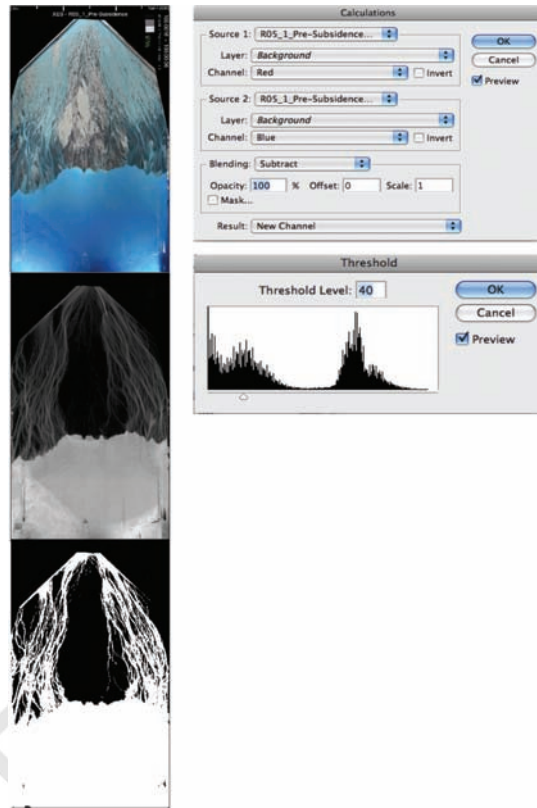 R05_1_Pre-Subsidence
Calculations
Source 1: R05_1_Pre-Subsidence...
Layer: Background
Channel: Red Invert
Source 2: R05_1_Pre-Subsidence...
Layer: Background
Channel: Blue Invert
Blending: Subtract
Opacity: 100 % Offset: 0 Scale: 1
Mask...
Result: New Channel
OK
Cancel
Preview
Threshold
Threshold Level: 40
OK
Cancel
Preview